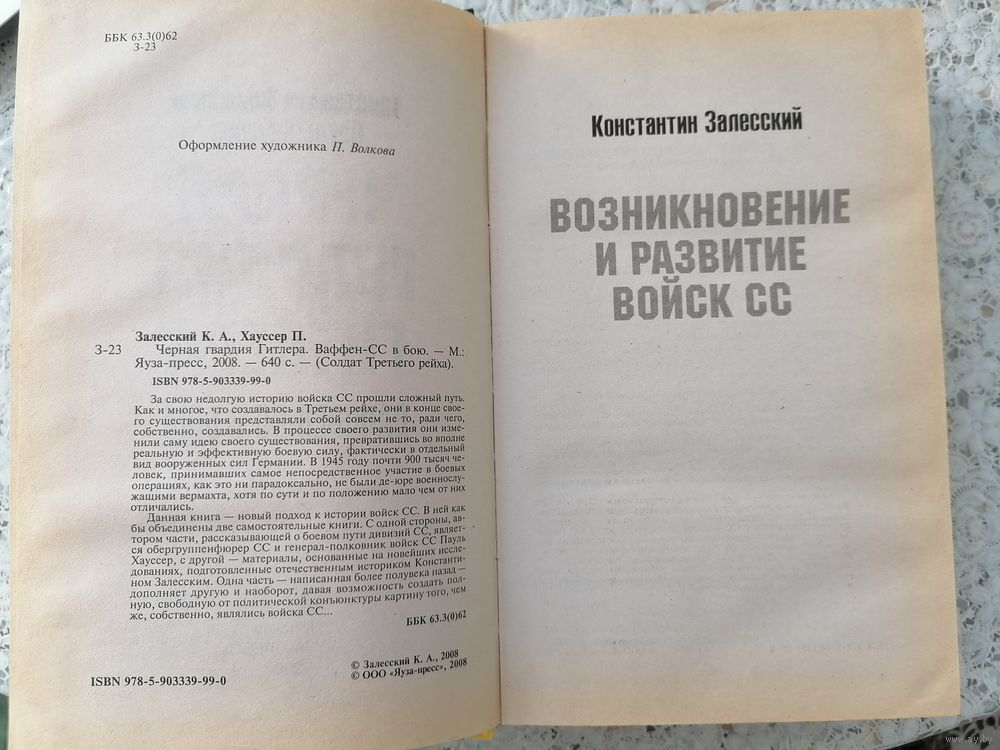 ББК 63.3(0)62
З-23
Оформление художника П. Волкова
Залесский К. А., Хауссер П.
З-23 Черная гвардия Гитлера. Ваффен-СС в бою. — М.:
Яуза-пресс, 2008. — 640 с. — (Солдат Третьего рейха).
ISBN 978-5-903339-99-0
За свою недолгую историю войска СС прошли сложный путь.
Как и многое, что создавалось в Третьем рейхе, они в конце свое-
го существования представляли собой совсем не то, ради чего,
собственно, создавались. В процессе своего развития они изме-
нили саму идею своего существования, превратившись во вполне
реальную и эффективную боевую силу, фактически в отдельный
вид вооруженных сил Германии. В 1945 году почти 900 тысяч че-
ловек, принимавших самое непосредственное участие в боевых
операциях, как это ни парадоксально, не были де-юре военнослу-
жащими вермахта, хотя по сути и по положению мало чем от них
отличались.
Данная книга — новый подход к истории войск СС. В ней как
бы объединены две самостоятельные книги. С одной стороны, ав-
тором части, рассказывающей о боевом пути дивизий СС, являет-
ся обергруппенфюрер СС и генерал-полковник войск СС Пауль
Хауссер, с другой — материалы, основанные на новейших иссле-
дованиях, подготовленные отечественным историком Константи-
ном Залесским. Одна часть — написанная более полувека назад —
дополняет другую и наоборот, давая возможность создать пол-
ную, свободную от политической конъюнктуры картину того, чем
же, собственно, являлись войска СС...
ББК 63.3(0)62
© Залесский К. А., 2008
© ООО «Яуза-пресс», 2008
ISBN 978-5-903339-99-0
Константин Залесский
ВОЗНИКНОВЕНИЕ
И РАЗВИТИЕ
ВОЙСК СС
www.ay.by